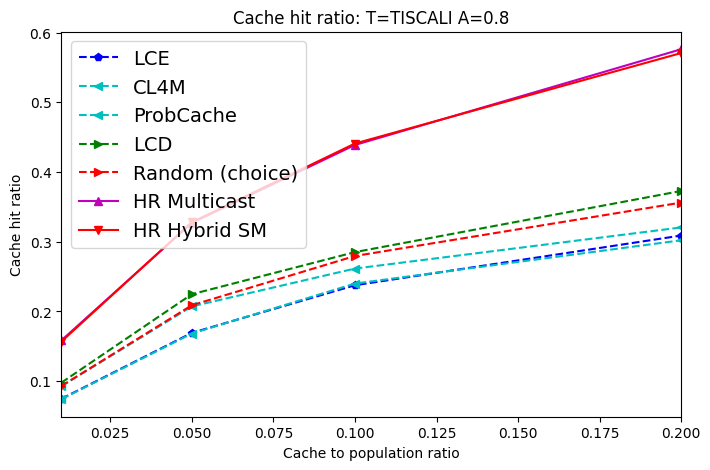 Cache hit ratio: T=TISCALI A=0.8
0.6
0.5
0.4
0.3
0.2
0.1
Cache hit ratio
LCE
CL4M
ProbCache
LCD
Random (choice)
HR Multicast
HR Hybrid SM
0.025 0.050 0.075 0.100 0.125 0.150 0.175 0.200
Cache to population ratio